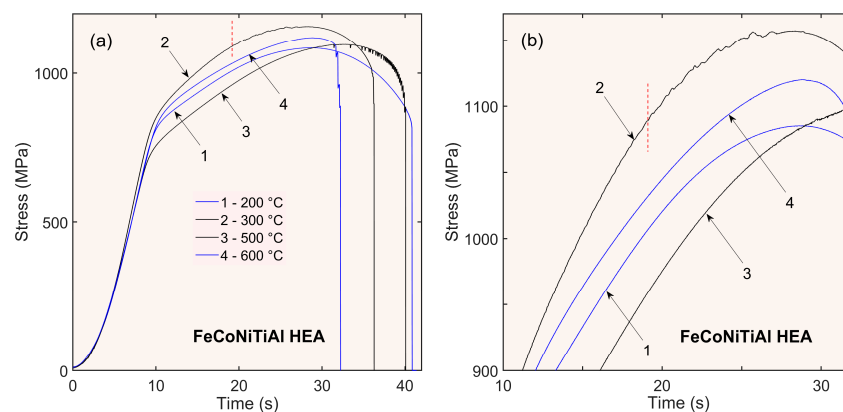 (a)
2
1000
4
1
3
500
1 - 200 °C
2 - 300 °C
3 - 500 °C
4 - 600 °C
FeCoNiTiAl HEA
0
0 10 20 30 40
Time (s)
Stress (MPa)
(b)
2
1100
4
1000
3
1
FeCoNiTiAl HEA
900
10 15 20 25 30
Time (s)
Stress (MPa)